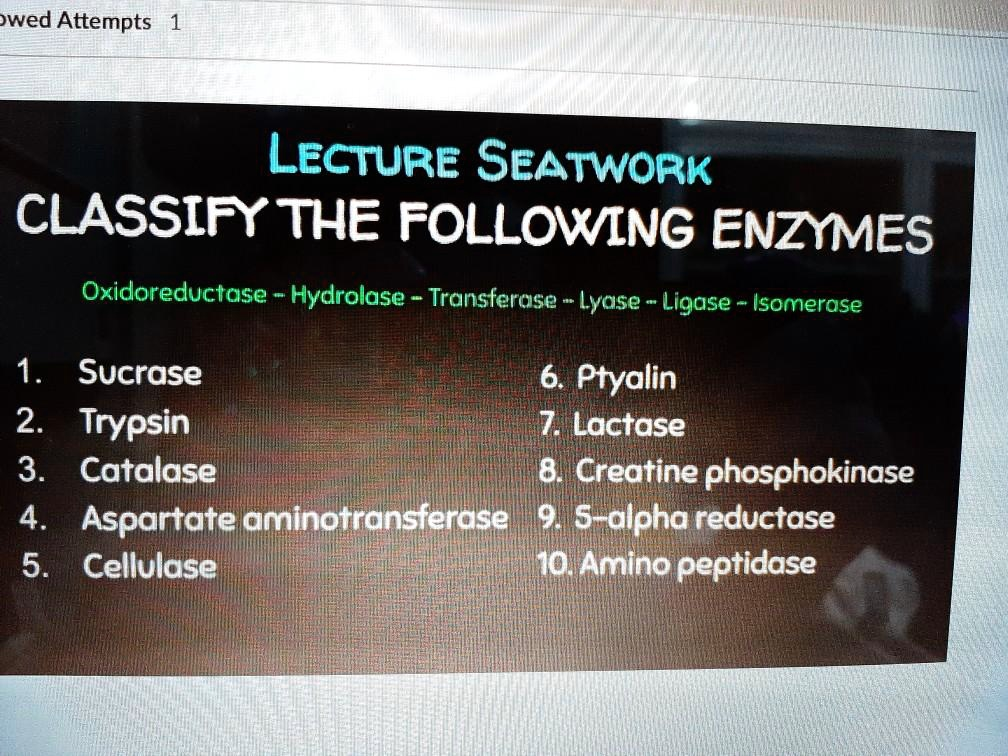 owed Attempts 1
LECTURE SEATWORK
CLASSIFY THE FOLLOWING ENZYMES
Oxidoreductase - Hydrolase - Transferase - Lyase - Ligase - Isomerase
1. Sucrase
2. Trypsin
3. Catalase
4. Aspartate aminotransferase
5. Cellulase
6. Ptyalin
7. Lactase
8. Creatine phosphokinase
9. 5-alpha reductase
10. Amino peptidase